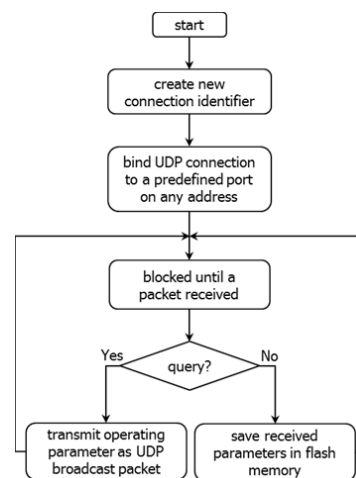 start
create new
connection identifier
bind UDP connection
to a predefined port
on any address
blocked until a
packet received
Yes
query?
No
transmit operating
parameter as UDP
broadcast packet
save received
parameters in flash
memory